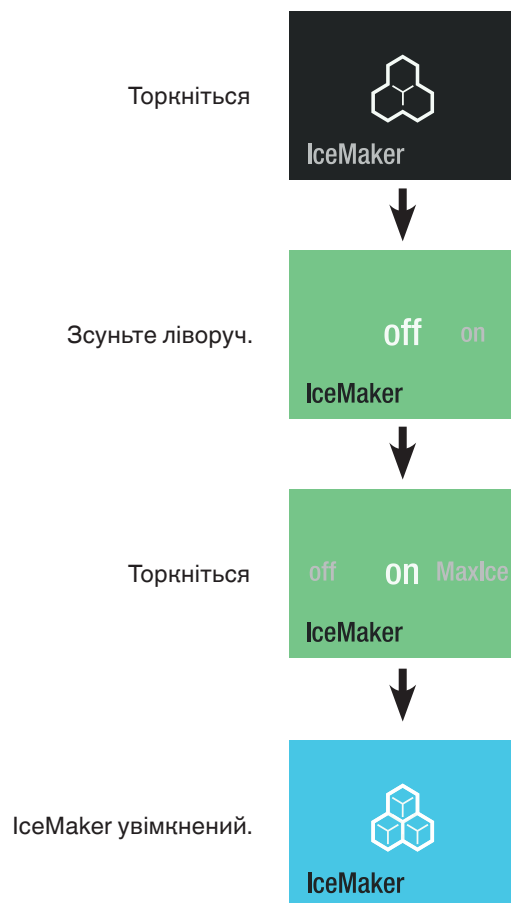 Торкніться
IceMaker
Зсуньте ліворуч.
off on
IceMaker
Торкніться
off on MaxIce
IceMaker
IceMaker увімкнений.
IceMaker